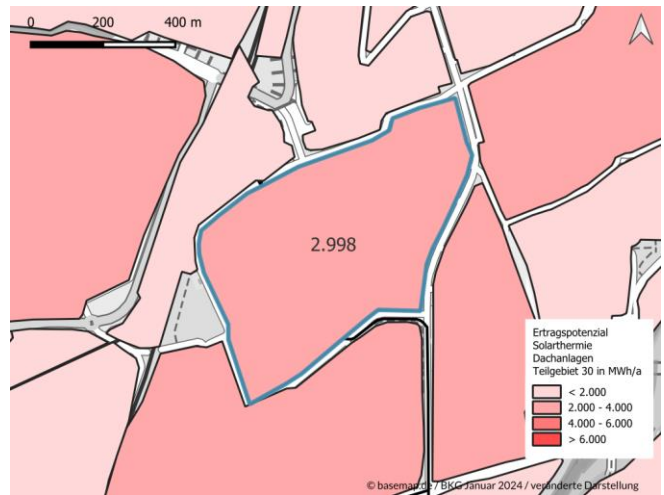 0 200 400 m
2.998
Ertragspotenzial
Solarthermie
Dachanlagen
Teilgebiet 30 in MWh/a
< 2.000
2.000 - 4.000
4.000 - 6.000
> 6.000
© basemap.de / BKG Januar 2024 / veränderte Darstellung